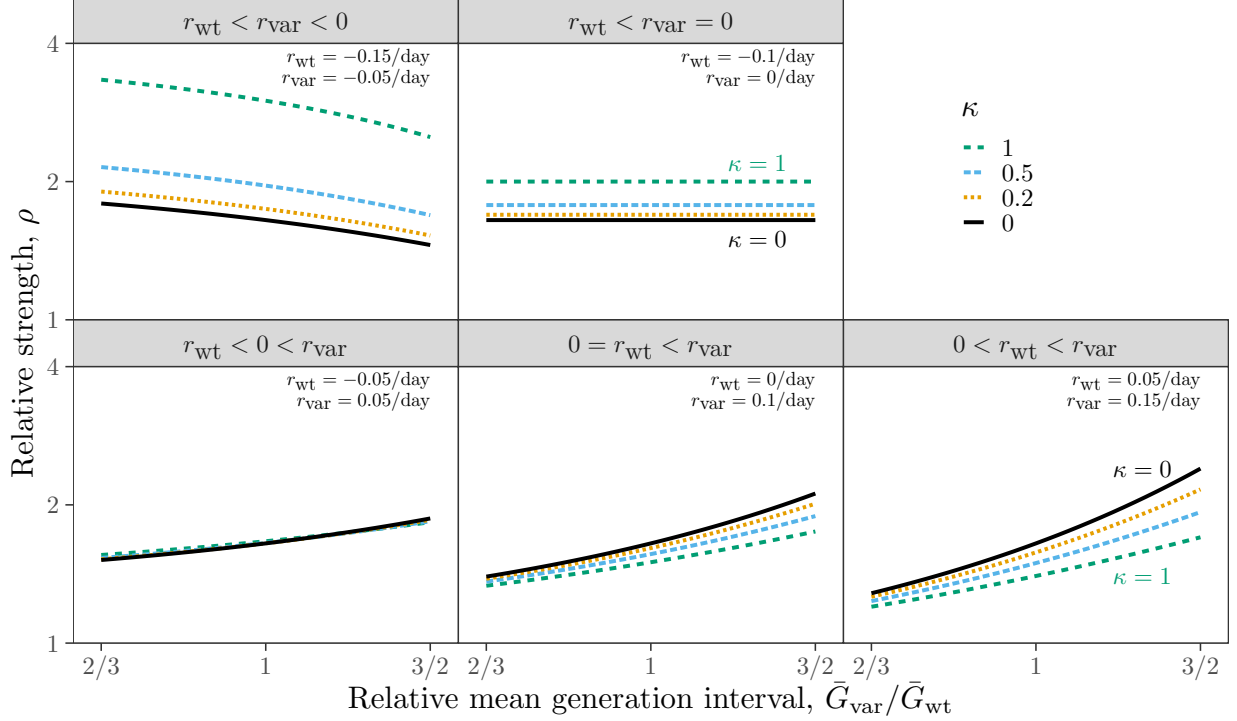 r_wt < r_var < 0
r_wt < r_var = 0
r_wt = −0.15/day
r_var = −0.05/day
r_wt = −0.1/day
r_var = 0/day
κ = 1
κ = 0
κ
1
0.5
0.2
0
4
2
1
Relative strength, ρ
r_wt < 0 < r_var
0 = r_wt < r_var
0 < r_wt < r_var
r_wt = −0.05/day
r_var = 0.05/day
r_wt = 0/day
r_var = 0.1/day
r_wt = 0.05/day
r_var = 0.15/day
κ = 0
κ = 1
4
2
1
2/3 1 3/2
2/3 1 3/2
2/3 1 3/2
Relative mean generation interval, Ḡ_var/Ḡ_wt